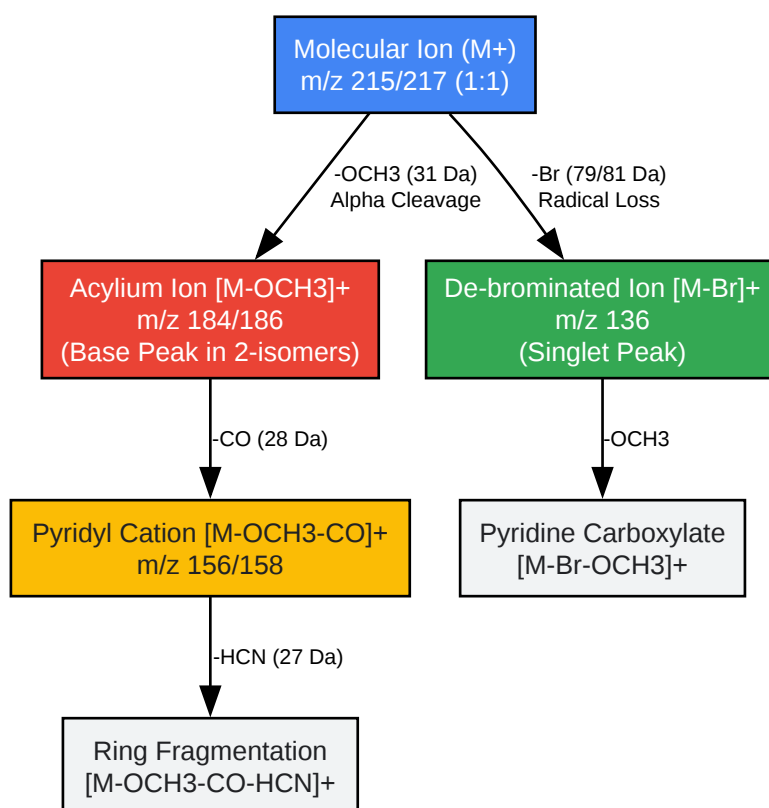 Molecular Ion (M+)
m/z 215/217 (1:1)
-OCH3 (31 Da)
Alpha Cleavage
-Br (79/81 Da)
Radical Loss
Acylium Ion [M-OCH3]+
m/z 184/186
(Base Peak in 2-isomers)
De-brominated Ion [M-Br]+
m/z 136
(Singlet Peak)
-CO (28 Da)
-OCH3
Pyridyl Cation [M-OCH3-CO]+
m/z 156/158
Pyridine Carboxylate
[M-Br-OCH3]+
-HCN (27 Da)
Ring Fragmentation
[M-OCH3-CO-HCN]+